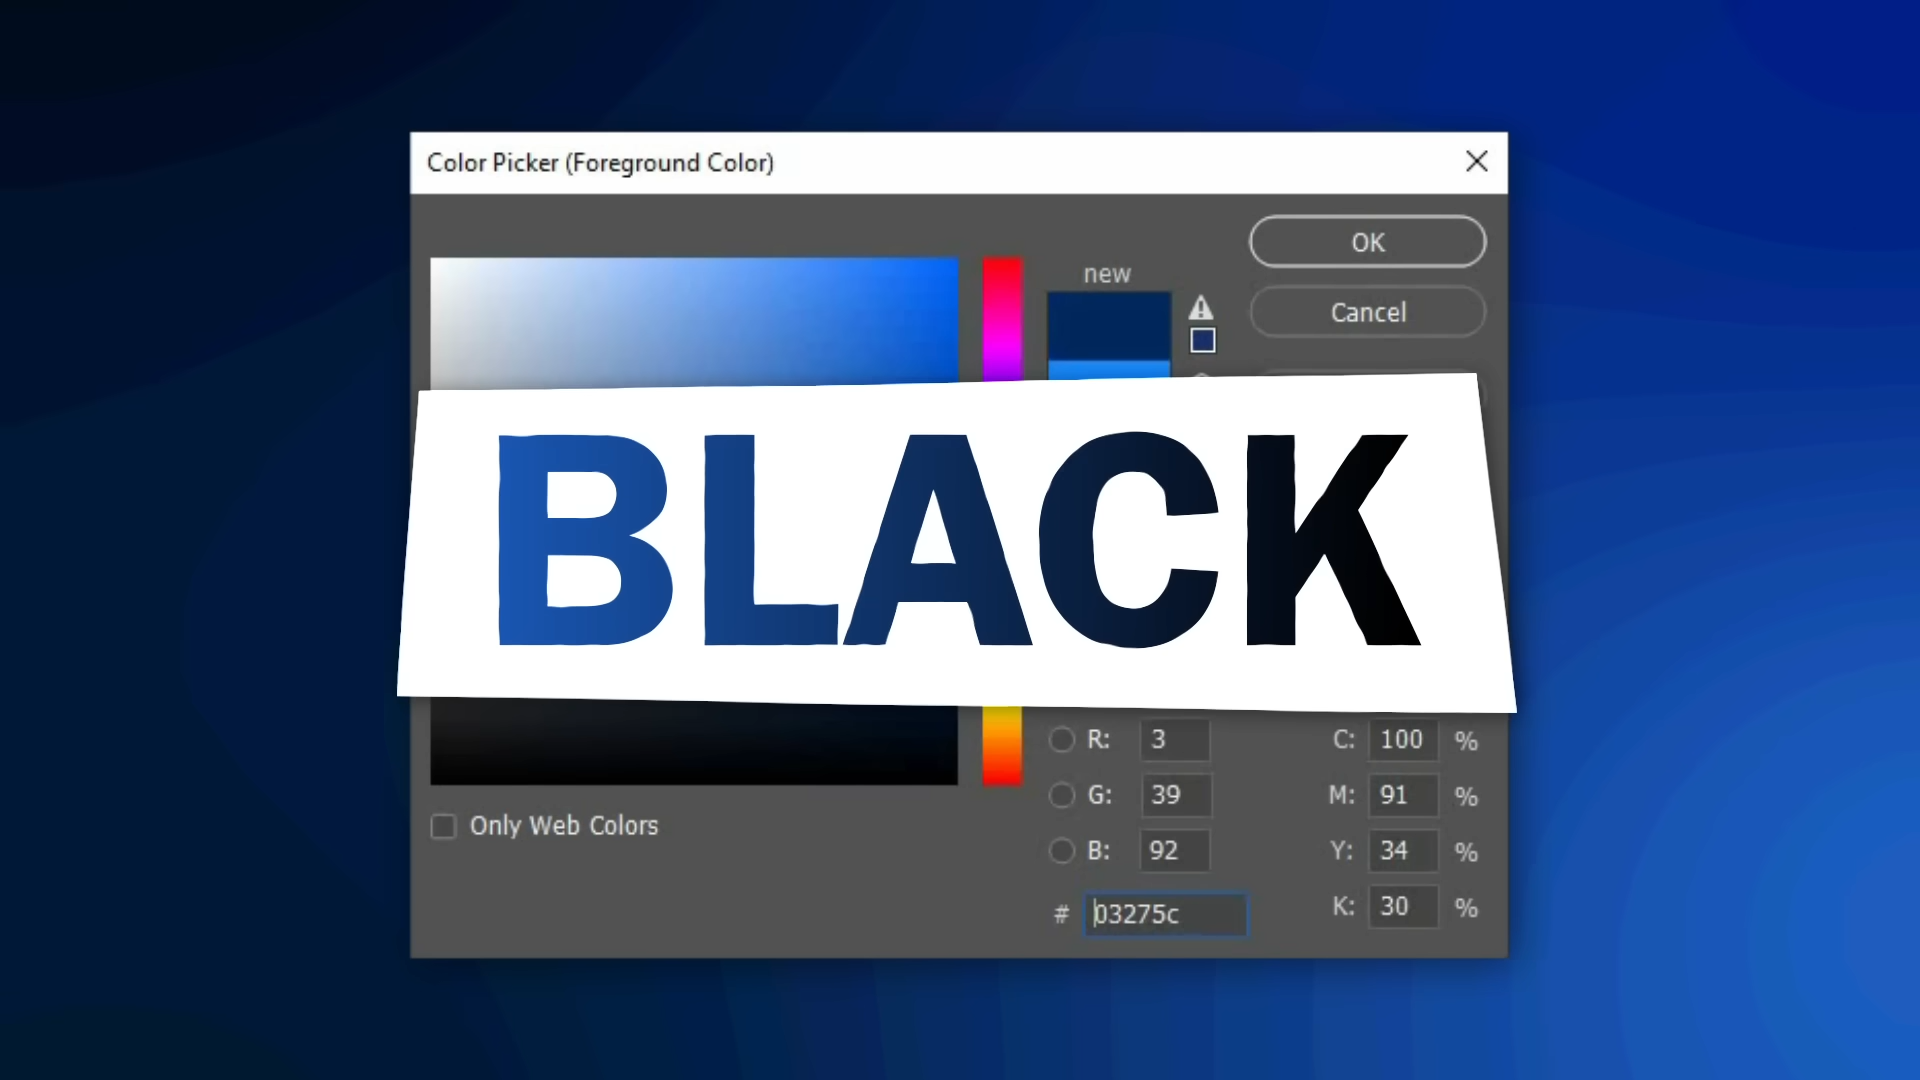 Color Picker (Foreground Color)
OK
new
Cancel
BLACK
R: 3 C: 100 %
G: 39 M: 91 %
B: 92 Y: 34 %
Only Web Colors
# 03275c K: 30 %